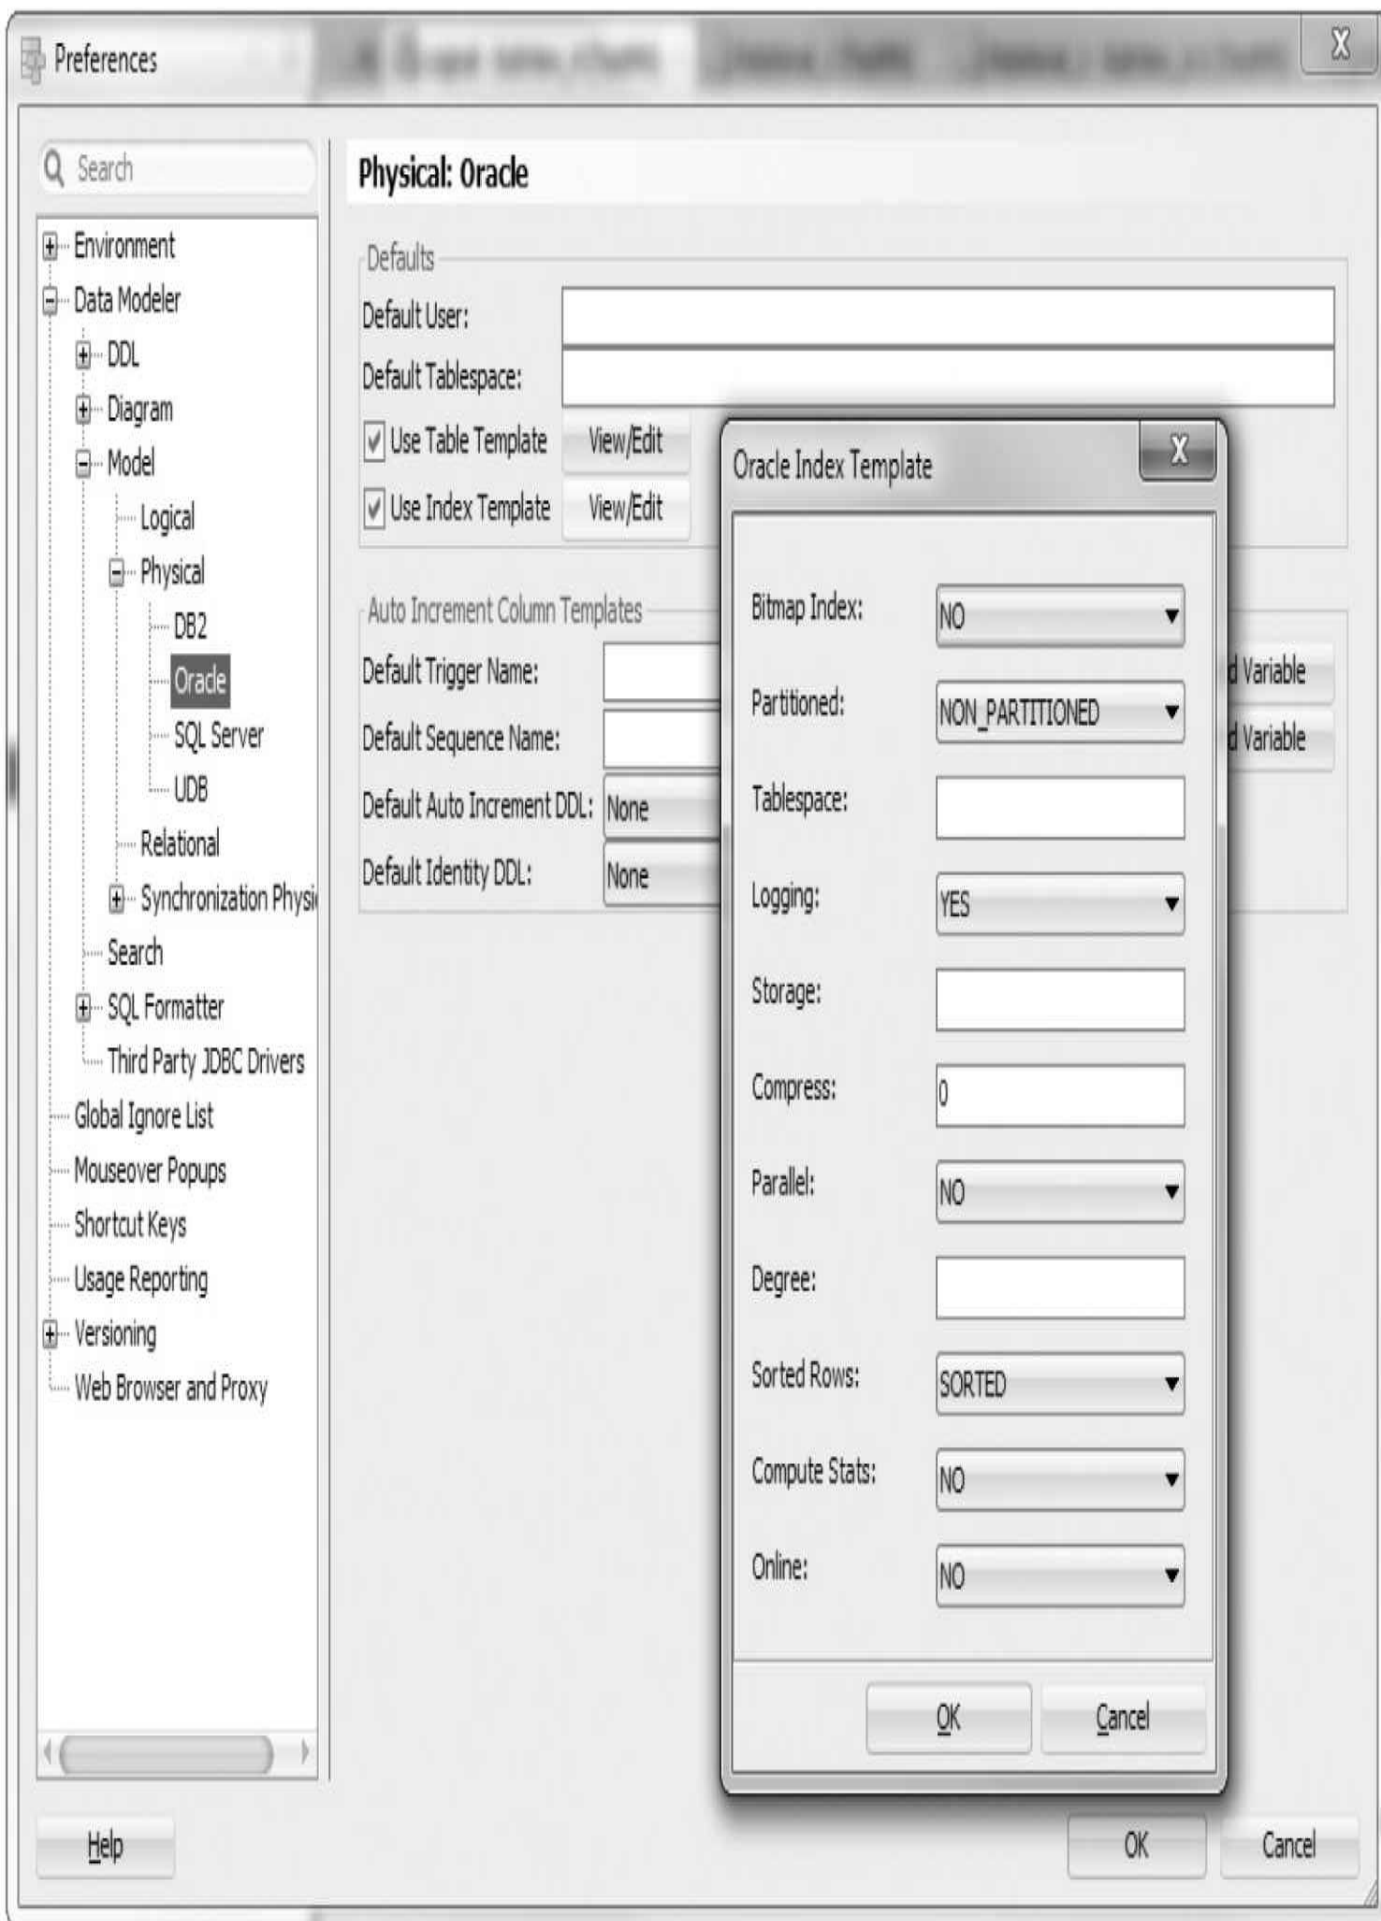 Preferences
X
Search
Environment
Data Modeler
DDL
Diagram
Model
Logical
Physical
DB2
Oracle
SQL Server
UDB
Relational
Synchronization
Search
SQL Formatter
Third Party JDBC Drivers
Global Ignore List
Mouseover Popups
Shortcut Keys
Usage Reporting
Versioning
Web Browser and Proxy
Physical: Oracle
Defaults
Default User:
Default Tablespace:
Use Table Template View/Edit
Use Index Template View/Edit
Auto Increment Column Templates
Default Trigger Name: Variable
Default Sequence Name: Variable
Default Auto Increment DDL: None
Default Identity DDL: None
Oracle Index Template
X
Bitmap Index: NO
Partitioned: NON_PARTITIONED
Tablespace:
Logging: YES
Storage:
Compress: 0
Parallel: NO
Degree:
Sorted Rows: SORTED
Compute Stats: NO
Online: NO
OK Cancel
Help OK Cancel